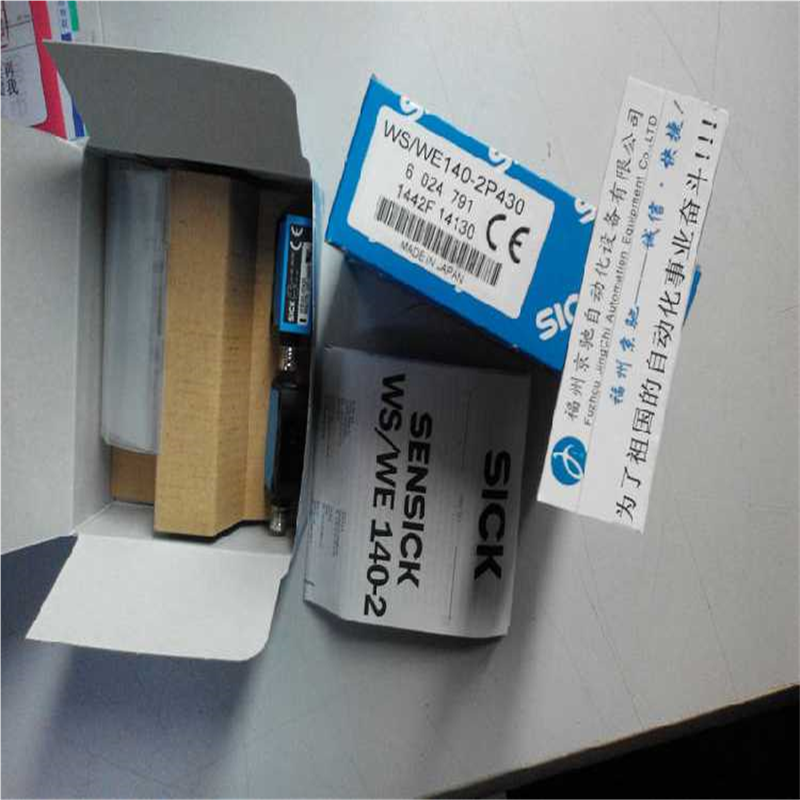 WS/WE140-2P430
6 024 791
1442F 14130
CE
MADE IN JAPAN
SICK
SICK
CE
SICK
SENSICK
WS/WE 140-2
福州京驰自动化设备有限公司
Fuzhou JingChi Automation Equipment Co.,LTD
福州京驰——诚信·快捷!
为了祖国的自动化事业奋斗!!!